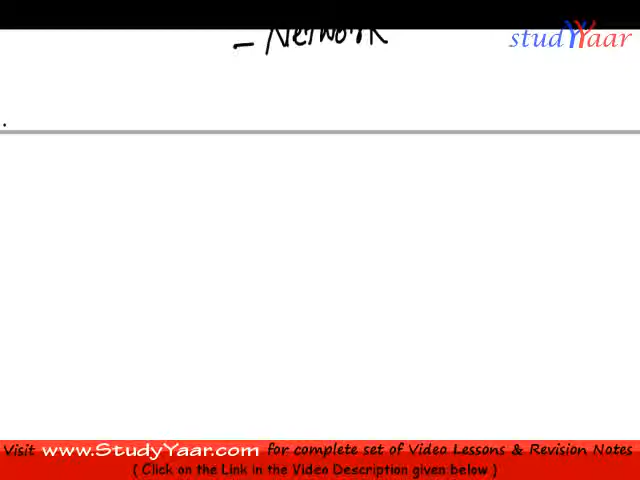 – Network
studYYaar
Visit www.StudyYaar.com for complete set of Video Lessons & Revision Notes
( Click on the Link in the Video Description given below )